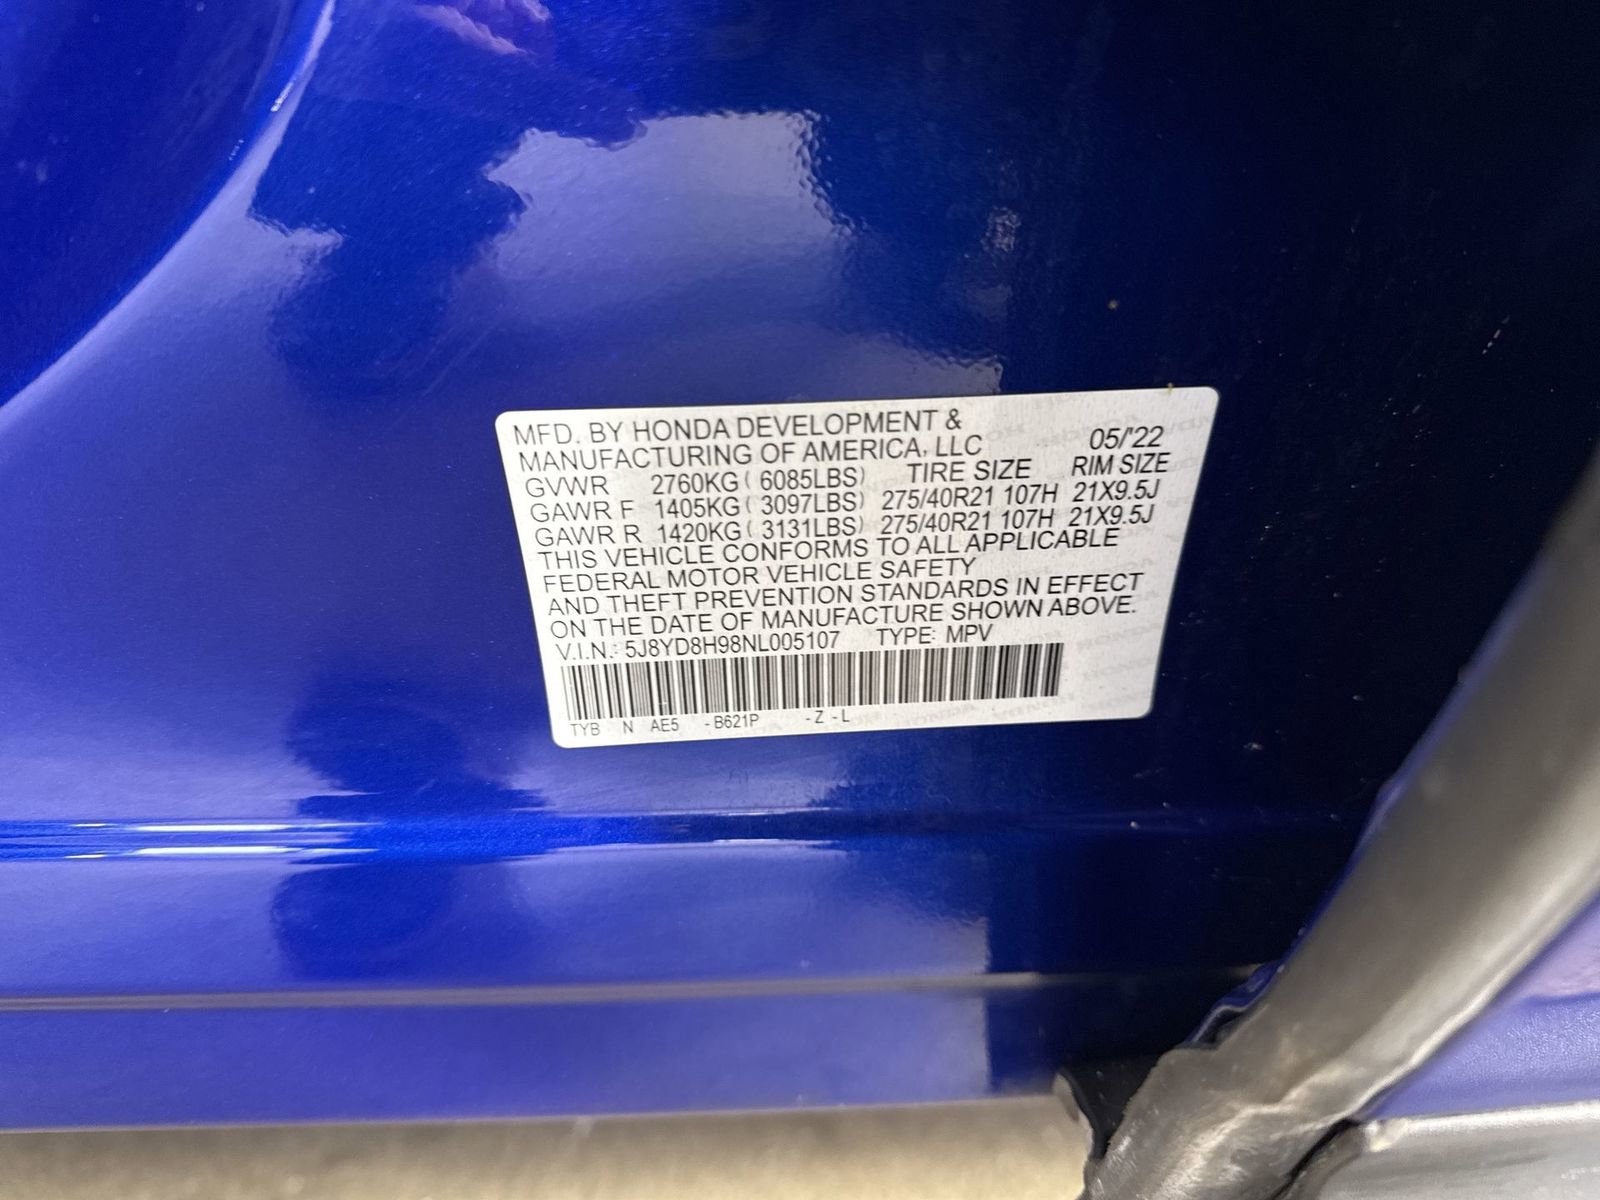 MFD. BY HONDA DEVELOPMENT &
MANUFACTURING OF AMERICA, LLC 05/'22
GVWR 2760KG ( 6085LBS) TIRE SIZE RIM SIZE
GAWR F 1405KG ( 3097LBS) 275/40R21 107H 21X9.5J
GAWR R 1420KG ( 3131LBS) 275/40R21 107H 21X9.5J
THIS VEHICLE CONFORMS TO ALL APPLICABLE
FEDERAL MOTOR VEHICLE SAFETY
AND THEFT PREVENTION STANDARDS IN EFFECT
ON THE DATE OF MANUFACTURE SHOWN ABOVE.
V.I.N.: 5J8YD8H98NL005107 TYPE: MPV
TYB N AE5 -B621P -Z -L